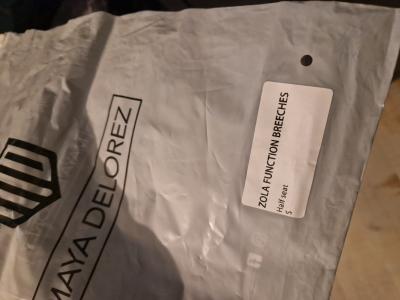 MAYA DELOREZ
ZOLA FUNCTION BREECHES
Half seat
S